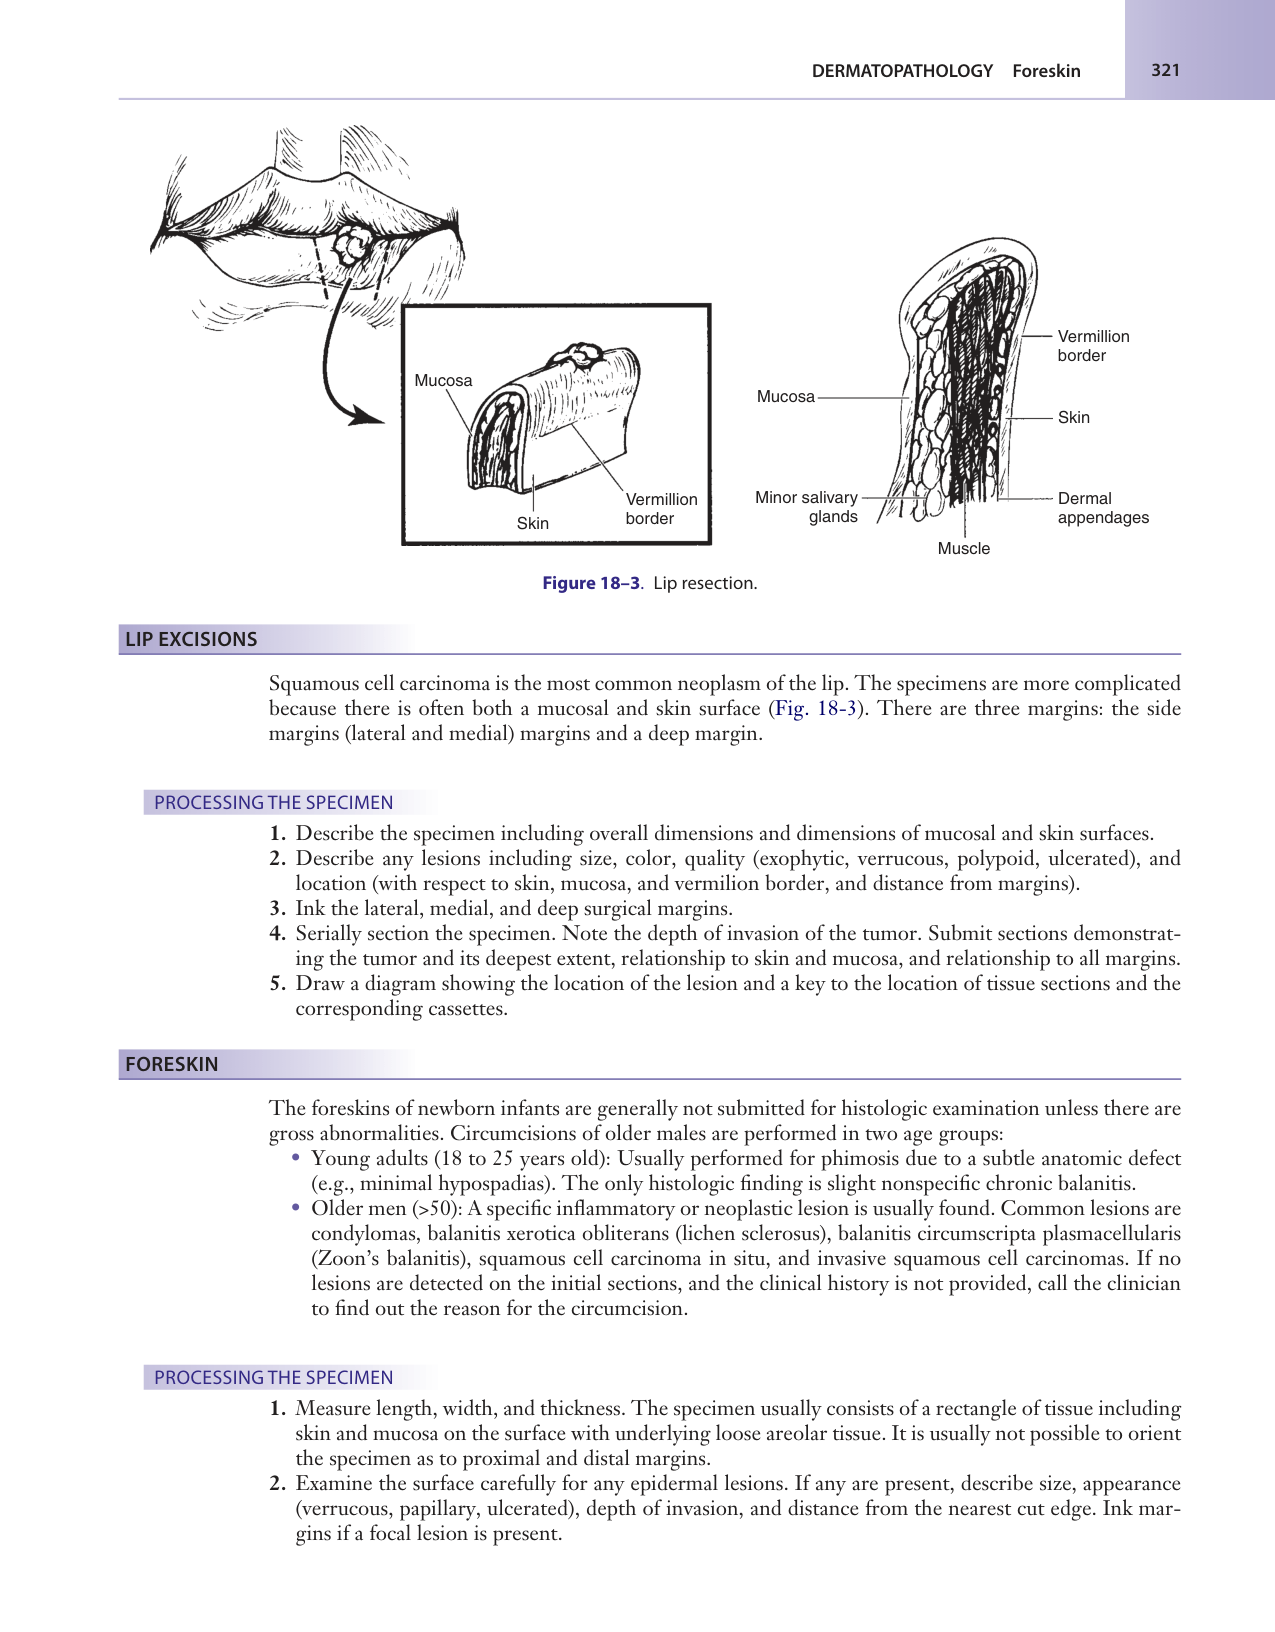 DERMATOPATHOLOGY Foreskin 321
Mucosa
Skin
Vermillion
border
Mucosa
Minor salivary
glands
Muscle
Vermillion
border
Skin
Dermal
appendages
Figure 18–3. Lip resection.
LIP EXCISIONS
Squamous cell carcinoma is the most common neoplasm of the lip. The specimens are more complicated
because there is often both a mucosal and skin surface (Fig. 18-3). There are three margins: the side
margins (lateral and medial) margins and a deep margin.
PROCESSING THE SPECIMEN
1. Describe the specimen including overall dimensions and dimensions of mucosal and skin surfaces.
2. Describe any lesions including size, color, quality (exophytic, verrucous, polypoid, ulcerated), and
location (with respect to skin, mucosa, and vermilion border, and distance from margins).
3. Ink the lateral, medial, and deep surgical margins.
4. Serially section the specimen. Note the depth of invasion of the tumor. Submit sections demonstrat-
ing the tumor and its deepest extent, relationship to skin and mucosa, and relationship to all margins.
5. Draw a diagram showing the location of the lesion and a key to the location of tissue sections and the
corresponding cassettes.
FORESKIN
The foreskins of newborn infants are generally not submitted for histologic examination unless there are
gross abnormalities. Circumcisions of older males are performed in two age groups:
• Young adults (18 to 25 years old): Usually performed for phimosis due to a subtle anatomic defect
(e.g., minimal hypospadias). The only histologic finding is slight nonspecific chronic balanitis.
• Older men (>50): A specific inflammatory or neoplastic lesion is usually found. Common lesions are
condylomas, balanitis xerotica obliterans (lichen sclerosus), balanitis circumscripta plasmacellularis
(Zoon's balanitis), squamous cell carcinoma in situ, and invasive squamous cell carcinomas. If no
lesions are detected on the initial sections, and the clinical history is not provided, call the clinician
to find out the reason for the circumcision.
PROCESSING THE SPECIMEN
1. Measure length, width, and thickness. The specimen usually consists of a rectangle of tissue including
skin and mucosa on the surface with underlying loose areolar tissue. It is usually not possible to orient
the specimen as to proximal and distal margins.
2. Examine the surface carefully for any epidermal lesions. If any are present, describe size, appearance
(verrucous, papillary, ulcerated), depth of invasion, and distance from the nearest cut edge. Ink mar-
gins if a focal lesion is present.